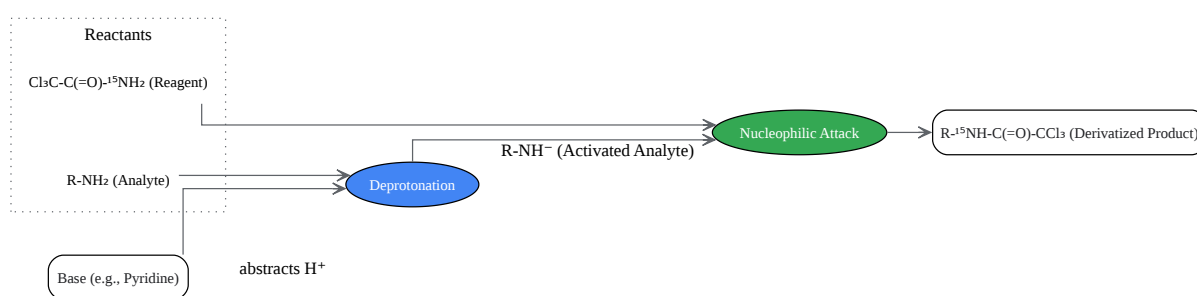 Reactants
Cl₃C-C(=O)-¹⁵NH₂ (Reagent)
Nucleophilic Attack
R-¹⁵NH-C(=O)-CCl₃ (Derivatized Product)
R-NH⁻ (Activated Analyte)
R-NH₂ (Analyte)
Deprotonation
abstracts H⁺
Base (e.g., Pyridine)